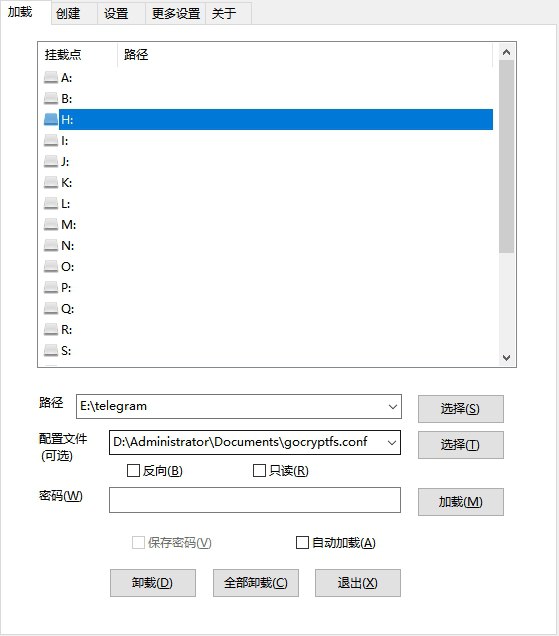 加载 创建 设置 更多设置 关于
挂载点 路径
A:
B:
H:
I:
J:
K:
L:
M:
N:
O:
P:
Q:
R:
S:
路径 E:\telegram 选择(S)
配置文件 D:\Administrator\Documents\gocryptfs.conf 选择(T)
(可选)
反向(B) 只读(R)
密码(W) 加载(M)
保存密码(V) 自动加载(A)
卸载(D) 全部卸载(C) 退出(X)